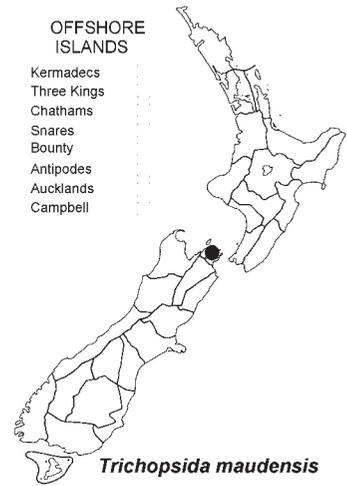 OFFSHORE
ISLANDS
Kermadecs
Three Kings
Chathams
Snares
Bounty
Antipodes
Aucklands
Campbell
Trichopsida maudensis